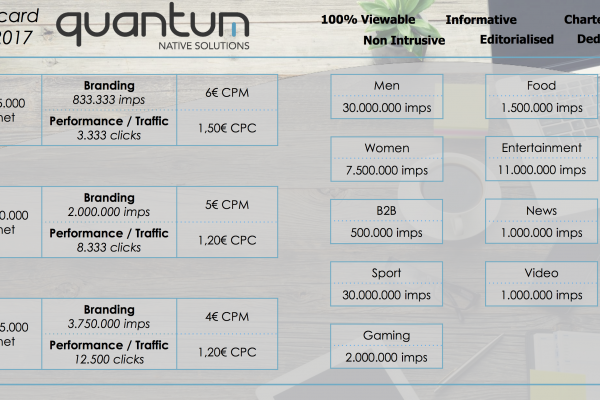 card
2017
quantum
NATIVE SOLUTIONS
100% Viewable
Informative
Non Intrusive
Editorialised
5.000
net
Branding
833.333 imps
6€ CPM
Performance / Traffic
3.333 clicks
1,50€ CPC
0.000
net
Branding
2.000.000 imps
5€ CPM
Performance / Traffic
8.333 clicks
1,20€ CPC
5.000
net
Branding
3.750.000 imps
4€ CPM
Performance / Traffic
12.500 clicks
1,20€ CPC
Men
30.000.000 imps
Women
7.500.000 imps
B2B
500.000 imps
Sport
30.000.000 imps
Gaming
2.000.000 imps
Food
1.500.000 imps
Entertainment
11.000.000 imps
News
1.000.000 imps
Video
1.000.000 imps